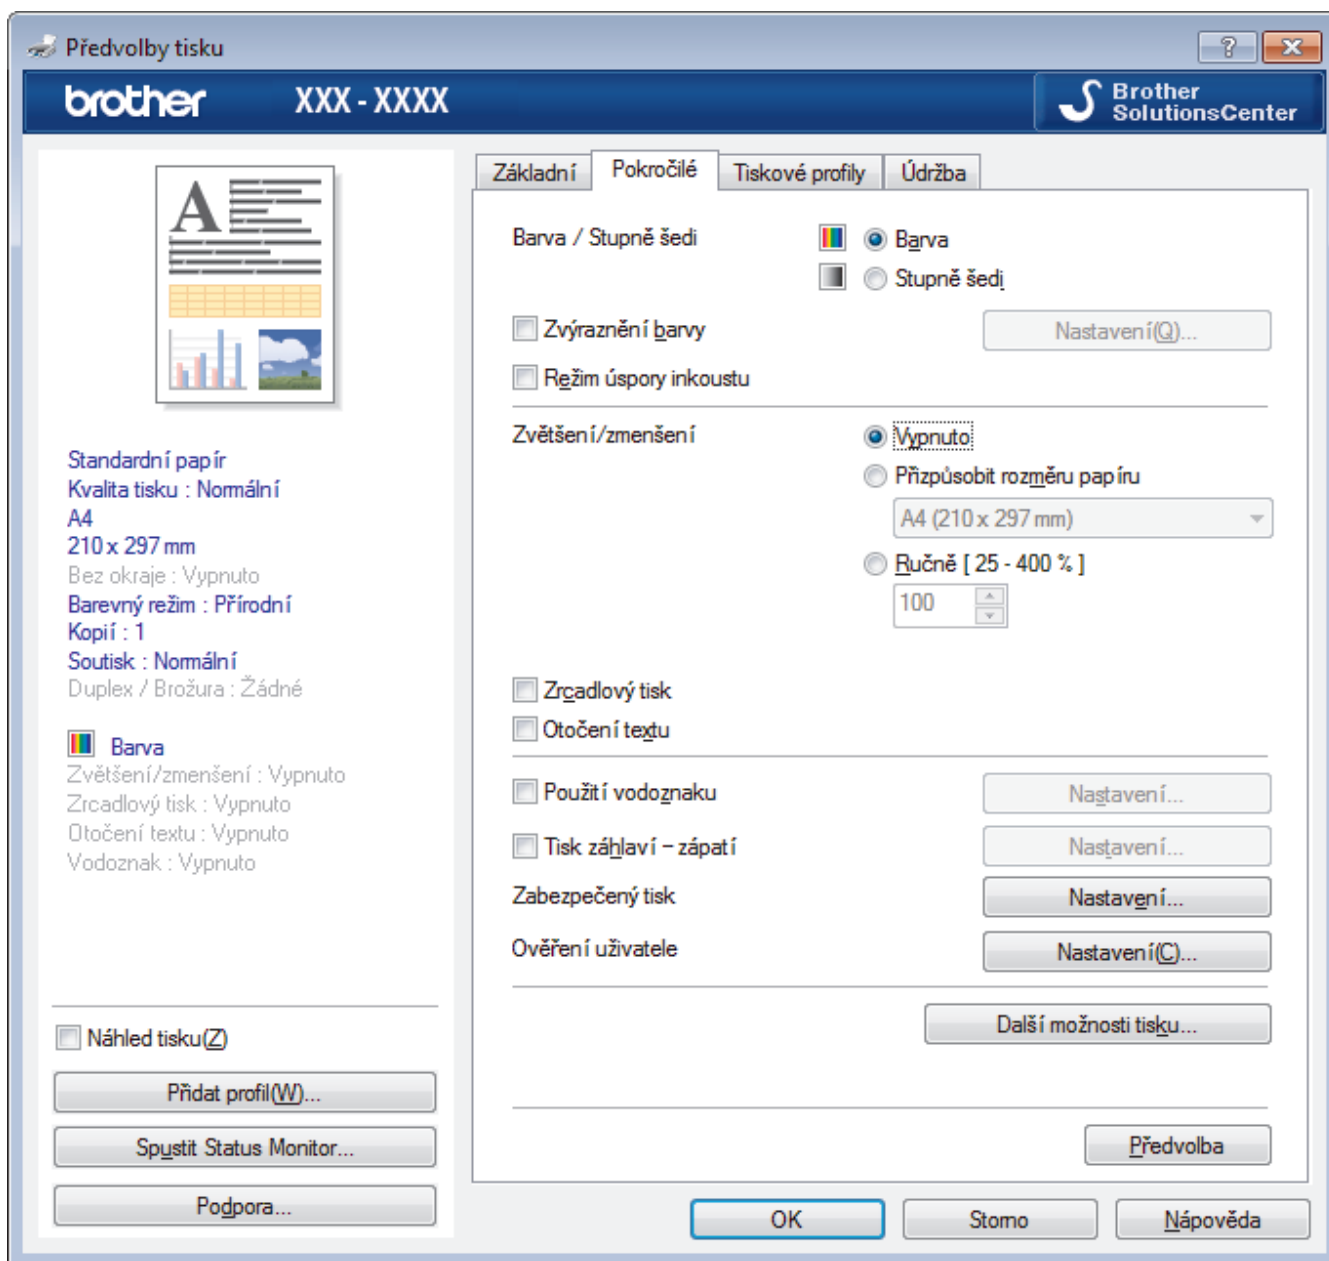 Předvolby tisku
brother XXX - XXXX
Brother
SolutionsCenter
A
Standardní papír
Kvalita tisku : Normální
A4
210 x 297 mm
Bez okraje : Vypnuto
Barevný režim : Přírodní
Kopií : 1
Soutisk : Normální
Duplex / Brožura : Žádné
Barva
Zvětšení/zmenšení : Vypnuto
Zrcadlový tisk : Vypnuto
Otočení textu : Vypnuto
Vodoznak : Vypnuto
Náhled tisku(Z)
Přidat profil(W)...
Spustit Status Monitor...
Podpora...
Základní Pokročilé Tiskové profily Údržba
Barva / Stupně šedi Barva
Stupně šedi
Zvýraznění barvy Nastavení(Q)...
Režim úspory inkoustu
Zvětšení/zmenšení Vypnuto
Přizpůsobit rozměru papíru
A4 (210 x 297 mm)
Ručně [ 25 - 400 % ]
100
Zrcadlový tisk
Otočení textu
Použití vodoznaku Nastavení...
Tisk záhlaví – zápatí Nastavení...
Zabezpečený tisk Nastavení...
Ověření uživatele Nastavení(C)...
Další možnosti tisku...
Předvolba
OK Storno Nápověda